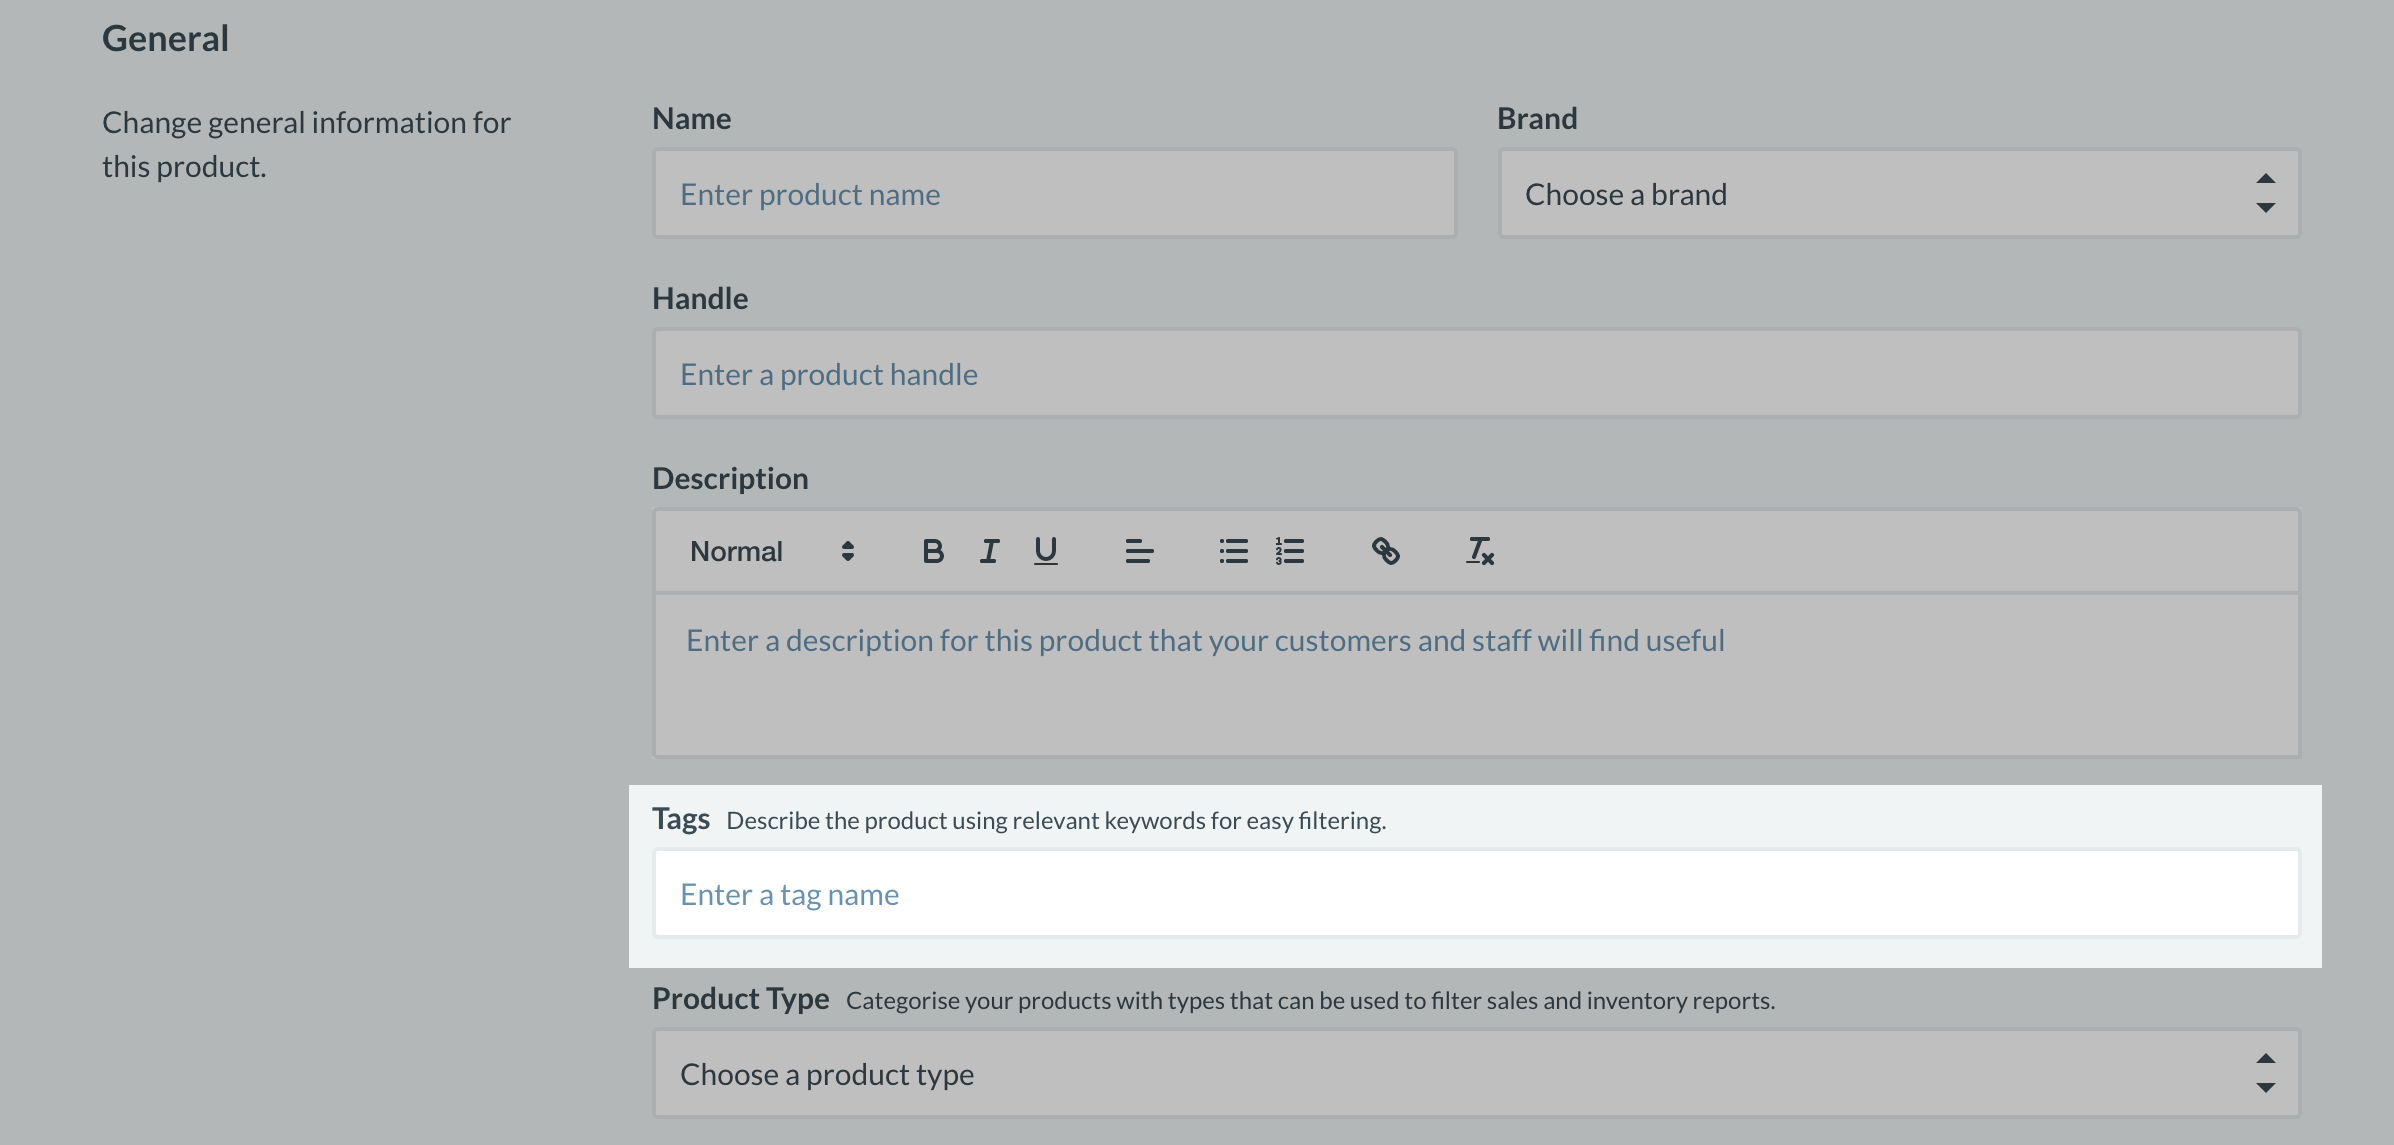 General
Change general information for
this product.
Name
Enter product name
Brand
Choose a brand
Handle
Enter a product handle
Description
Normal
Enter a description for this product that your customers and staff will find useful
Tags Describe the product using relevant keywords for easy filtering.
Enter a tag name
Product Type Categorise your products with types that can be used to filter sales and inventory reports.
Choose a product type